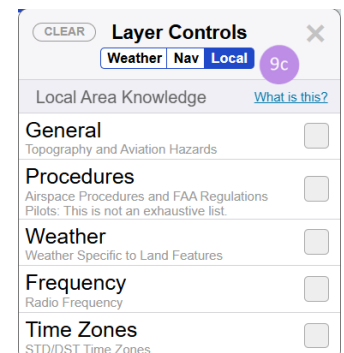 CLEAR Layer Controls ×
Weather Nav Local 9c
Local Area Knowledge What is this?
General
Topography and Aviation Hazards
Procedures
Airspace Procedures and FAA Regulations
Pilots: This is not an exhaustive list.
Weather
Weather Specific to Land Features
Frequency
Radio Frequency
Time Zones
STD/DST Time Zones